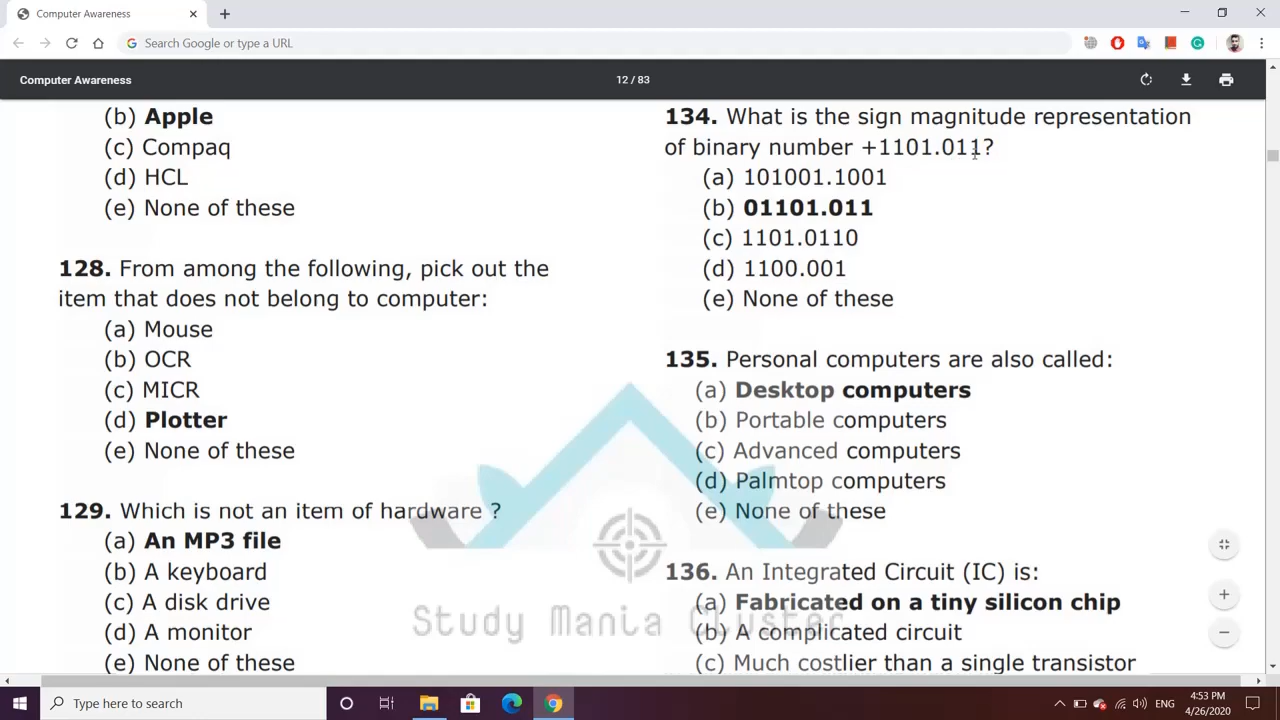 Computer Awareness
Search Google or type a URL
Computer Awareness
12 / 83
(b) Apple
(c) Compaq
(d) HCL
(e) None of these
128. From among the following, pick out the
item that does not belong to computer:
(a) Mouse
(b) OCR
(c) MICR
(d) Plotter
(e) None of these
129. Which is not an item of hardware ?
(a) An MP3 file
(b) A keyboard
(c) A disk drive
(d) A monitor
(e) None of these
134. What is the sign magnitude representation
of binary number +1101.011?
(a) 101001.1001
(b) 01101.011
(c) 1101.0110
(d) 1100.001
(e) None of these
135. Personal computers are also called:
(a) Desktop computers
(b) Portable computers
(c) Advanced computers
(d) Palmtop computers
(e) None of these
136. An Integrated Circuit (IC) is:
(a) Fabricated on a tiny silicon chip
(b) A complicated circuit
(c) Much costlier than a single transistor
Study Mania Cluster
Type here to search
ENG
4:53 PM
4/26/2020